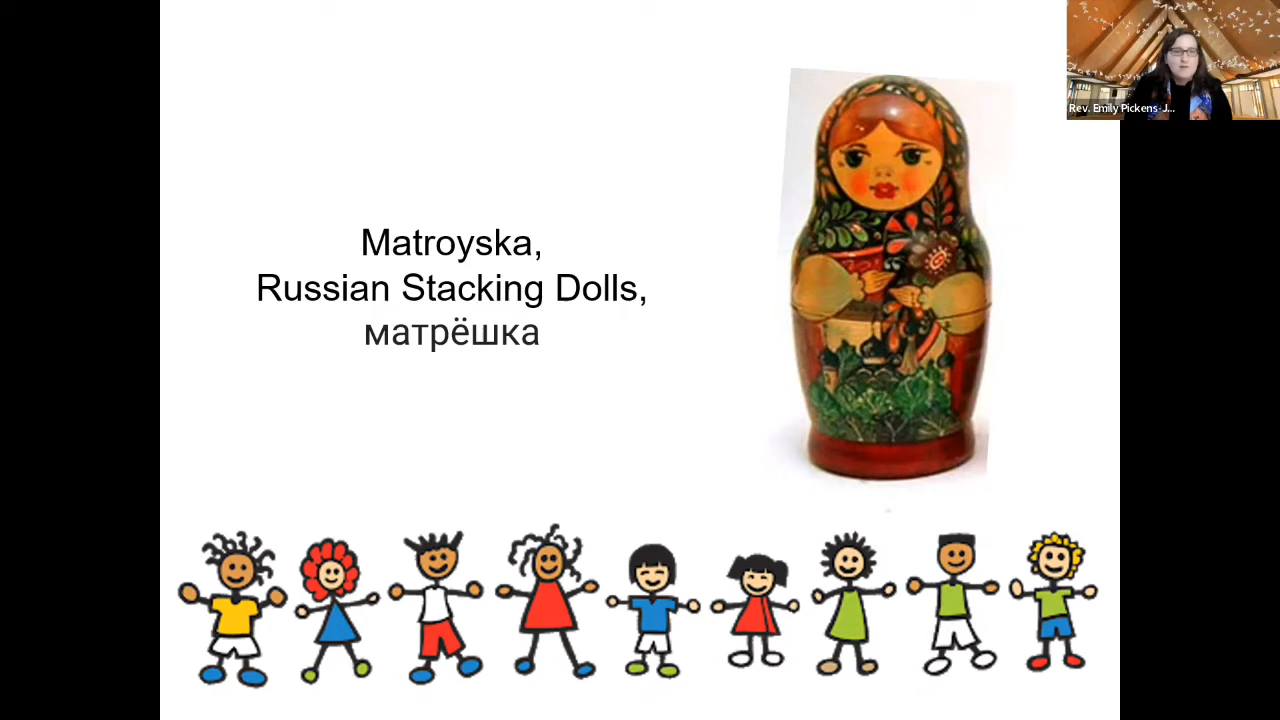 Matroyska,
Russian Stacking Dolls,
матрёшка
Rev. Emily Pickens-J...